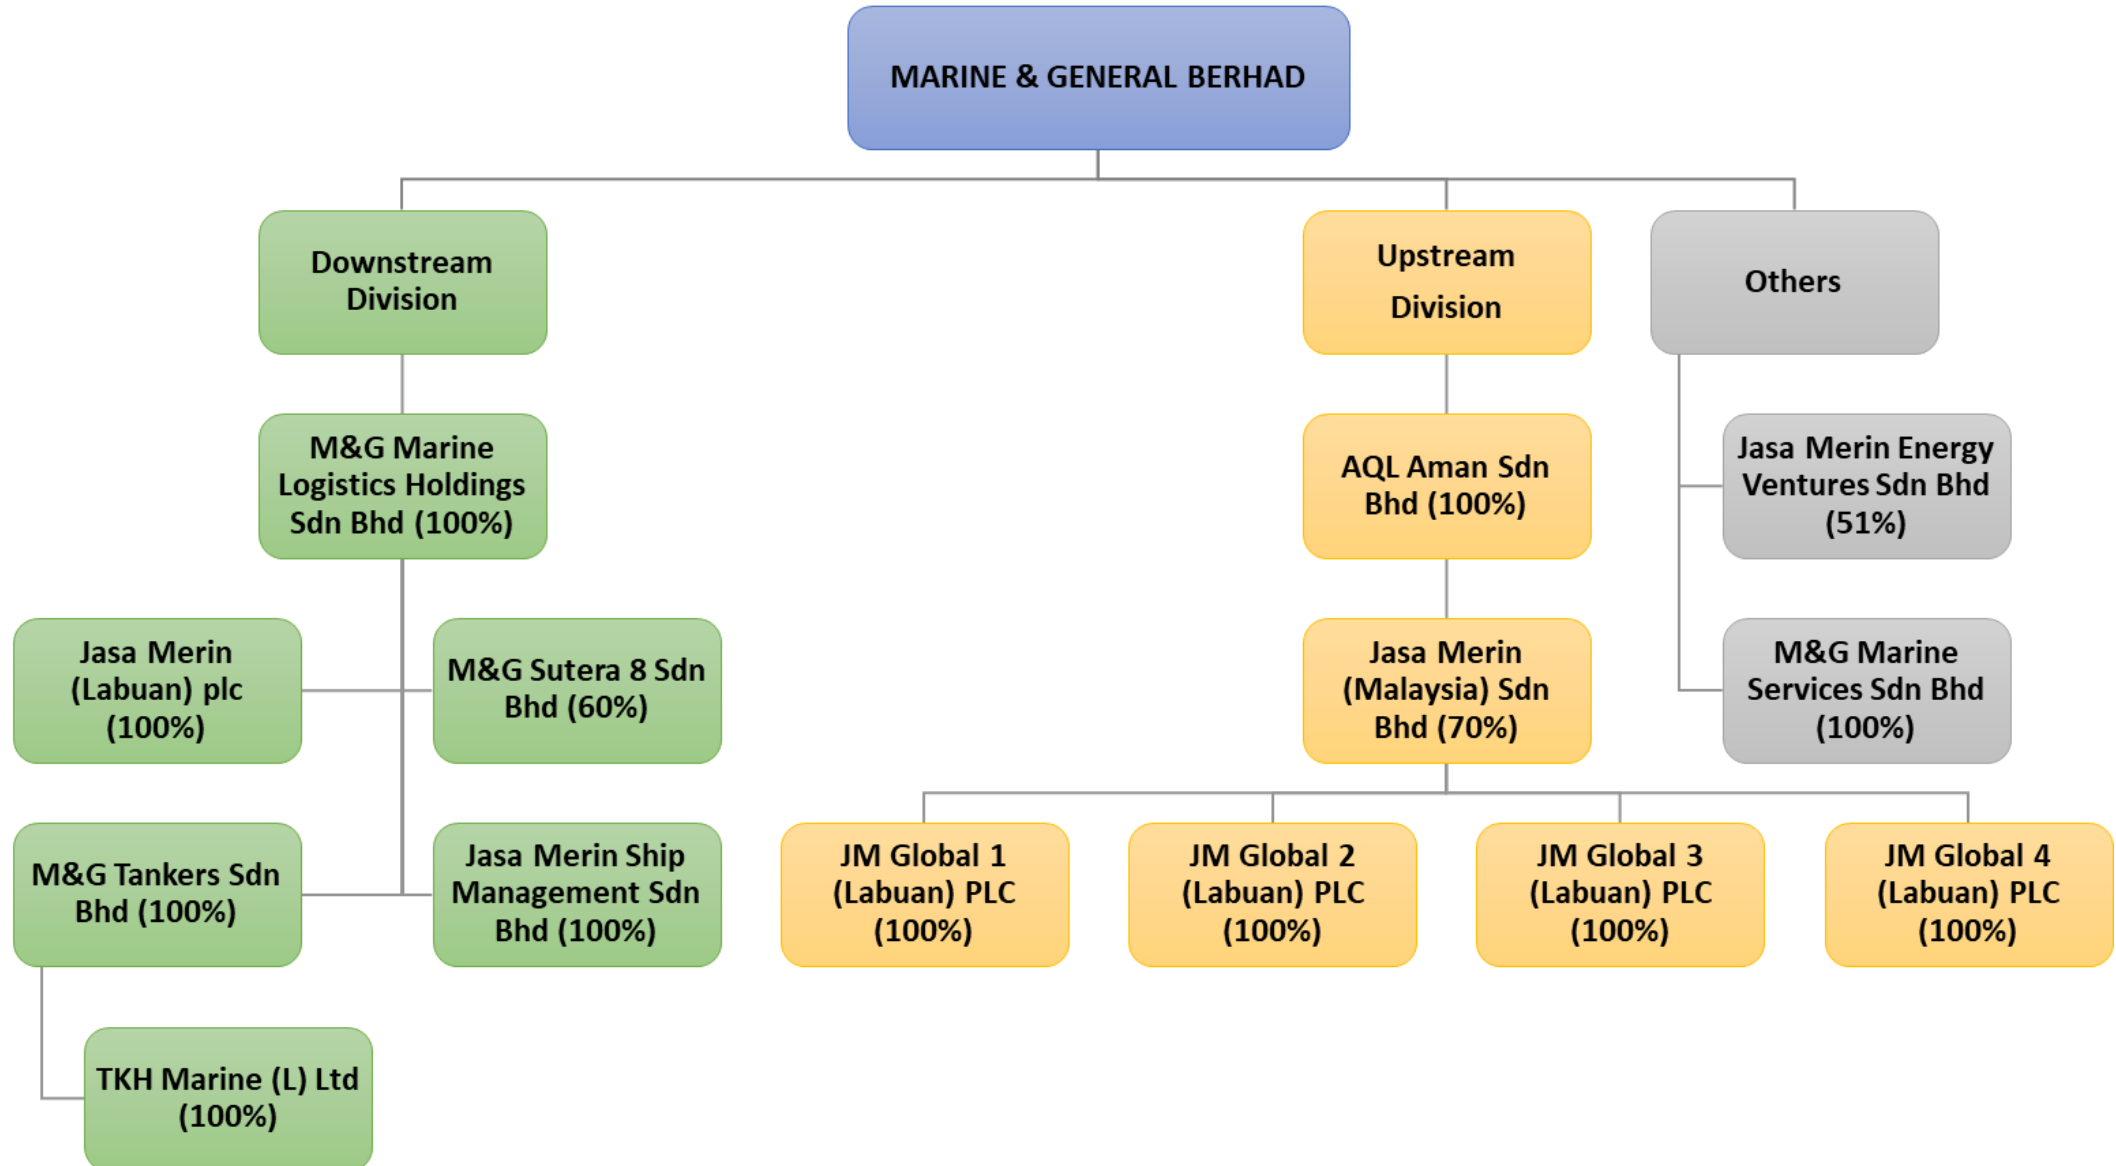 MARINE & GENERAL BERHAD
Downstream
Division
Upstream
Division
Others
M&G Marine
Logistics Holdings
Sdn Bhd (100%)
AQL Aman Sdn
Bhd (100%)
Jasa Merin Energy
Ventures Sdn Bhd
(51%)
Jasa Merin
(Labuan) plc
(100%)
M&G Sutera 8 Sdn
Bhd (60%)
Jasa Merin
(Malaysia) Sdn
Bhd (70%)
M&G Marine
Services Sdn Bhd
(100%)
M&G Tankers Sdn
Bhd (100%)
Jasa Merin Ship
Management Sdn
Bhd (100%)
JM Global 1
(Labuan) PLC
(100%)
JM Global 2
(Labuan) PLC
(100%)
JM Global 3
(Labuan) PLC
(100%)
JM Global 4
(Labuan) PLC
(100%)
TKH Marine (L) Ltd
(100%)